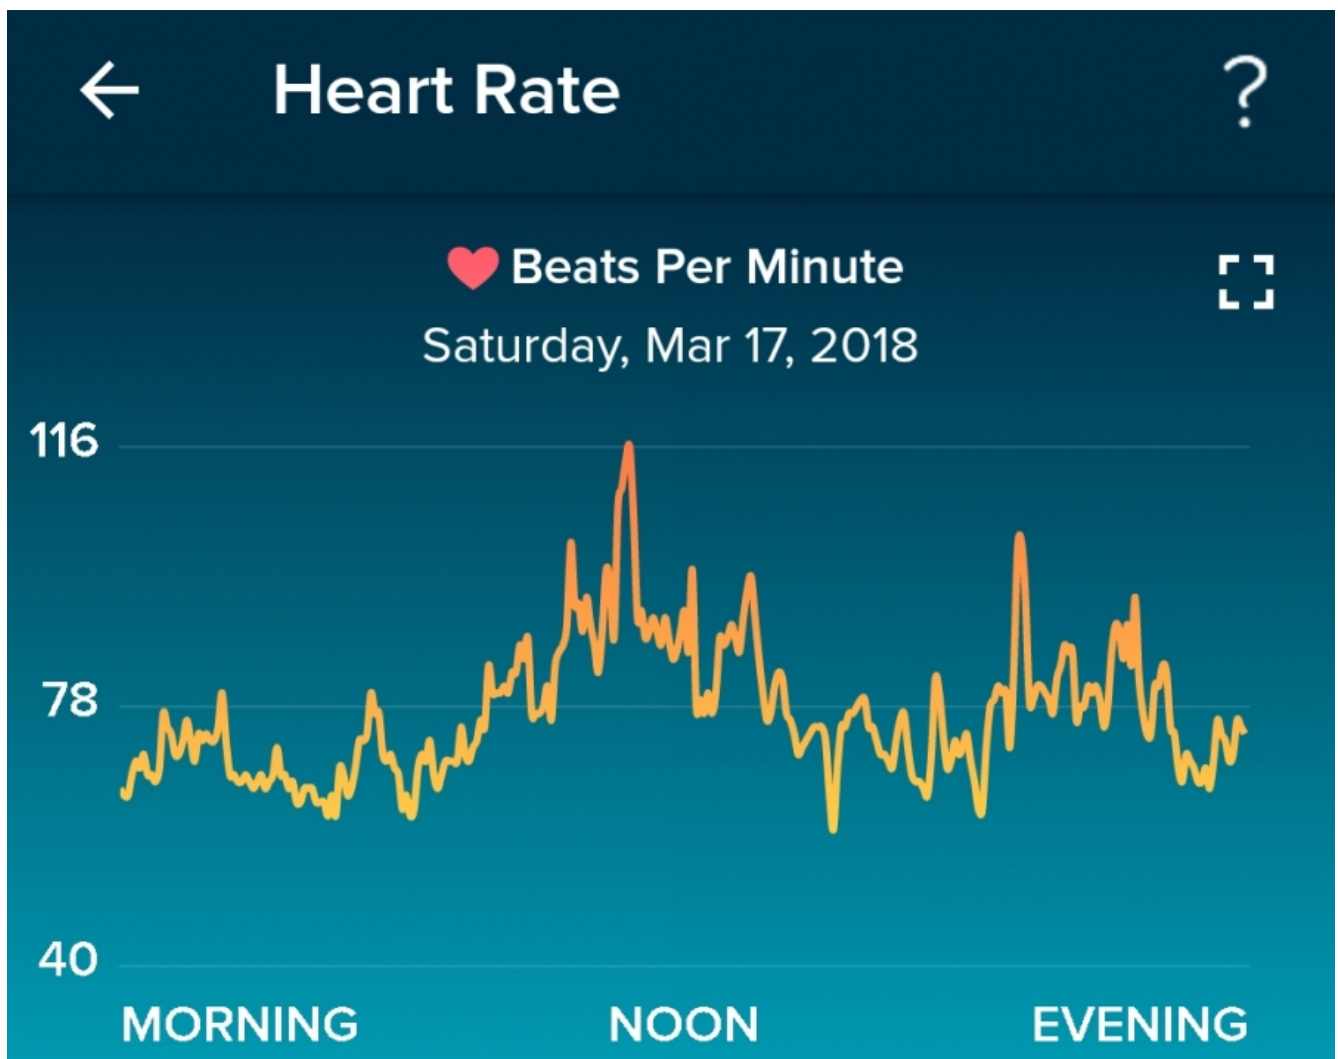 Heart Rate
?
Beats Per Minute
Saturday, Mar 17, 2018
116
78
40
MORNING NOON EVENING